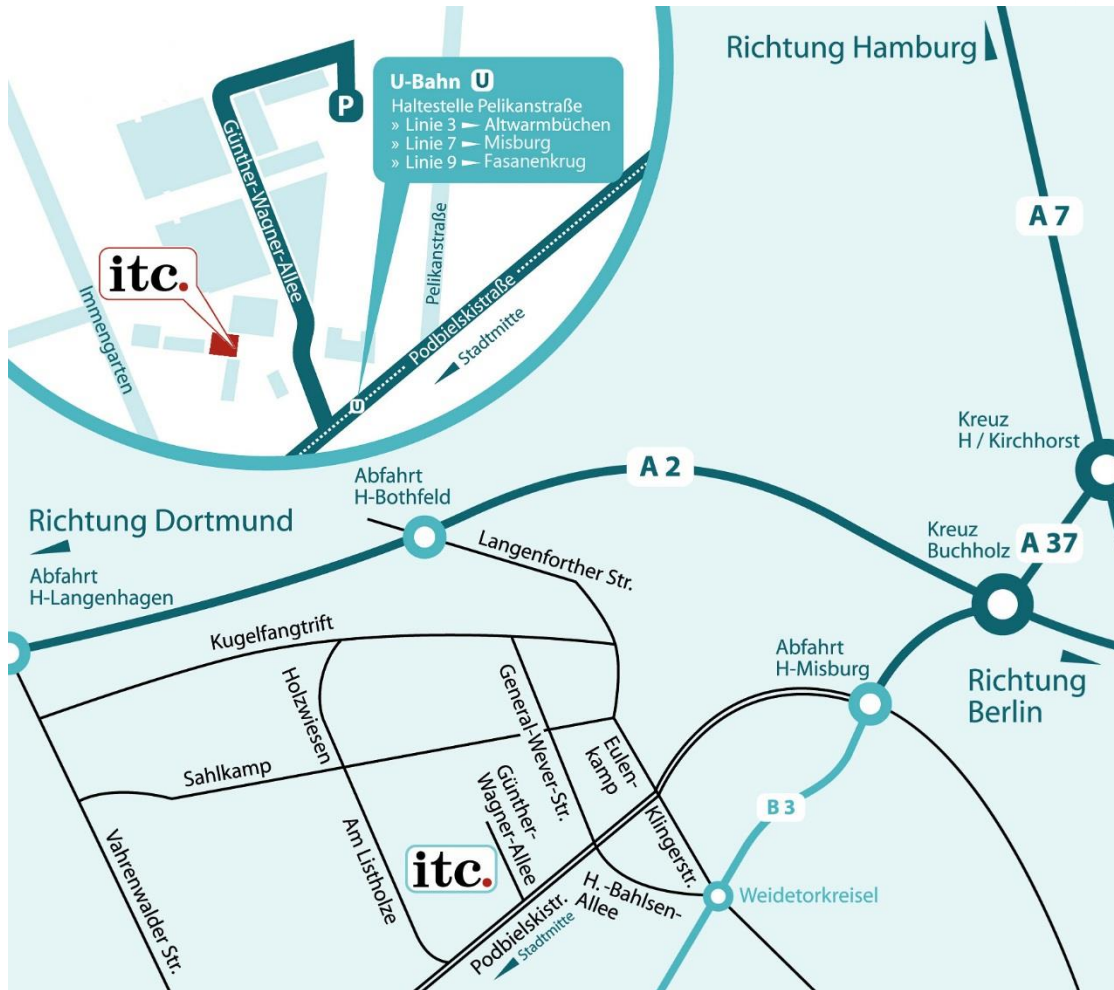 Richtung Hamburg
U-Bahn U
Haltestelle Pelikanstraße
» Linie 3 Altwarmbüchen
» Linie 7 Misburg
» Linie 9 Fasanenkrug
P
Günther-Wagner-Allee
Pelikanstraße
Podbielskistraße
Stadtmitte
U
Immengarten
itc.
A 7
Kreuz
H / Kirchhorst
A 2
Abfahrt
H-Bothfeld
Richtung Dortmund
Abfahrt
H-Langenhagen
Kreuz
Buchholz
A 37
Langenforther Str.
Kugelfangtrift
Abfahrt
H-Misburg
Richtung
Berlin
Holzwiesen
General-Wever-Str.
Sahlkamp
Eulen-
kamp
Günther-
Wagner-Allee
B 3
Klingerstr.
Vahrenwalder Str.
Am Listholze
itc.
H.-Bahlsen-
Allee
Weidetorkreisel
Podbielskistr.
Stadtmitte